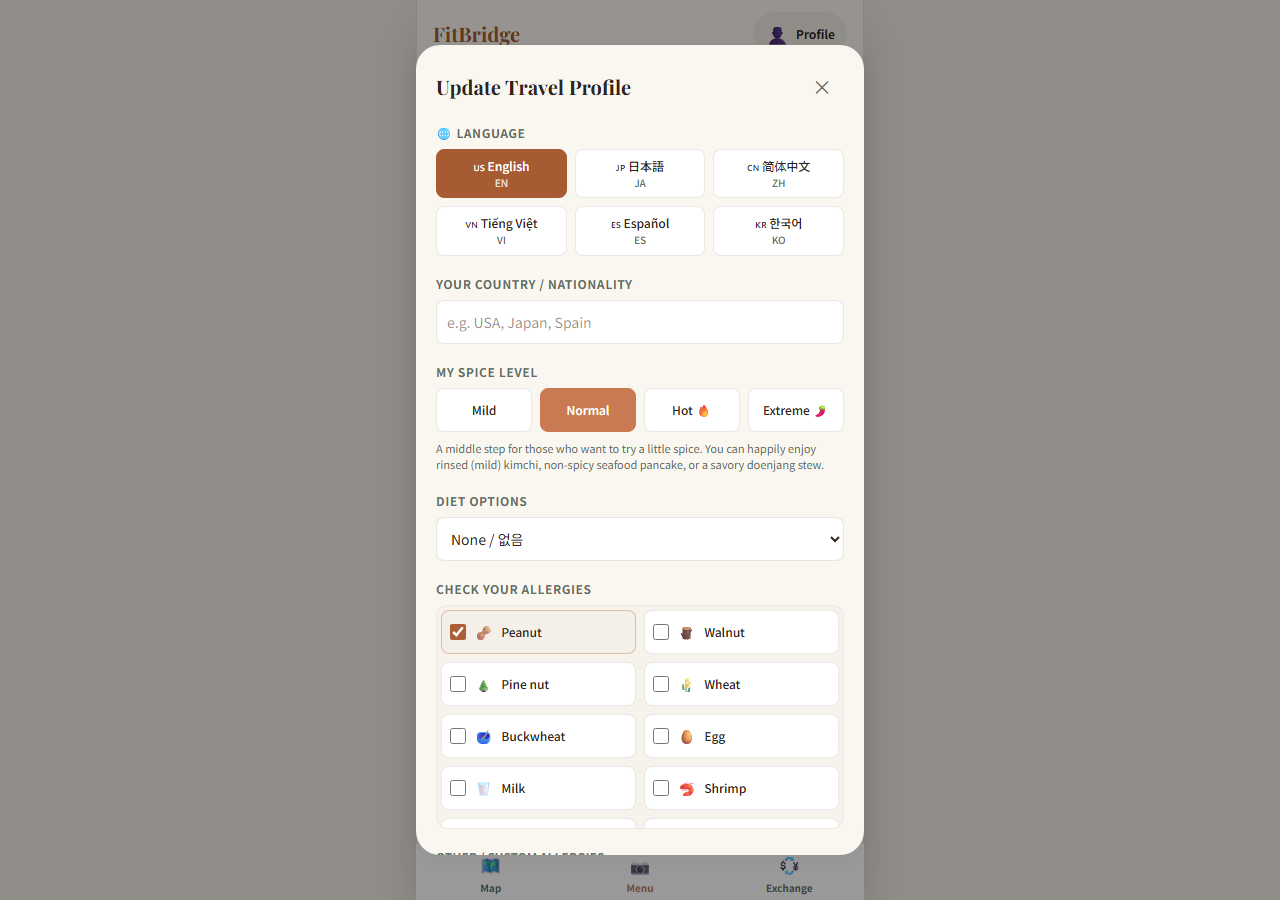 FitBridge
Profile
Update Travel Profile
LANGUAGE
US English
EN
JP 日本語
JA
CN 简体中文
ZH
VN Tiếng Việt
VI
ES Español
ES
KR 한국어
KO
YOUR COUNTRY / NATIONALITY
e.g. USA, Japan, Spain
MY SPICE LEVEL
Mild
Normal
Hot
Extreme
A middle step for those who want to try a little spice. You can happily enjoy
rinsed (mild) kimchi, non-spicy seafood pancake, or a savory doenjang stew.
DIET OPTIONS
None / 없음
CHECK YOUR ALLERGIES
Peanut
Walnut
Pine nut
Wheat
Buckwheat
Egg
Milk
Shrimp
OTHER / CUSTOM ALLERGIES
Map
Menu
Exchange